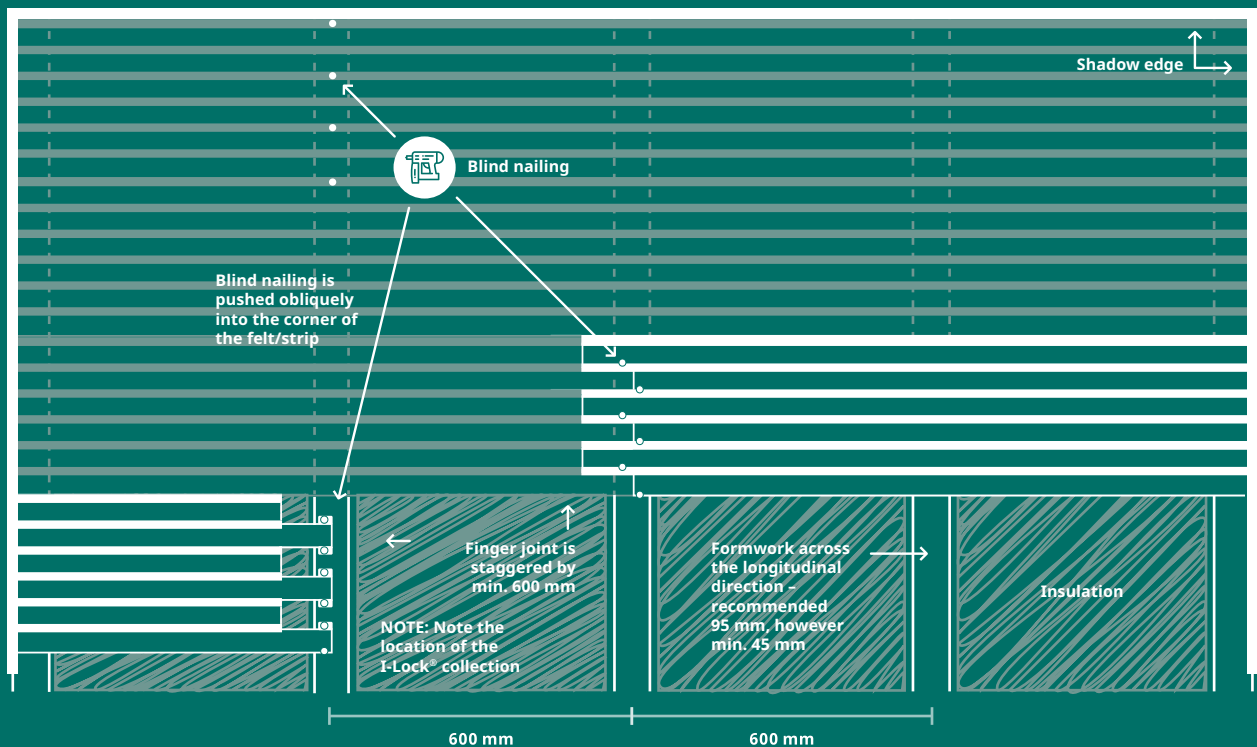 Shadow edge
Blind nailing
Blind nailing is
pushed obliquely
into the corner of
the felt/strip
Finger joint is
staggered by
min. 600 mm
NOTE: Note the
location of the
I-Lock® collection
Formwork across
the longitudinal
direction –
recommended
95 mm, however
min. 45 mm
Insulation
600 mm
600 mm